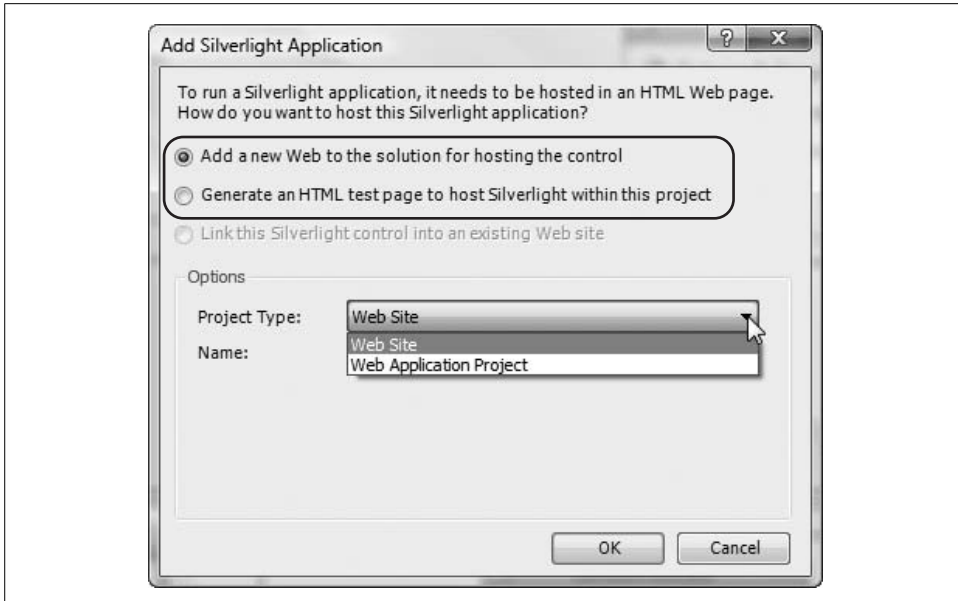 Add Silverlight Application
?
X
To run a Silverlight application, it needs to be hosted in an HTML Web page.
How do you want to host this Silverlight application?
Add a new Web to the solution for hosting the control
Generate an HTML test page to host Silverlight within this project
Link this Silverlight control into an existing Web site
Options
Project Type:
Web Site
Name:
Web Site
Web Application Project
OK
Cancel